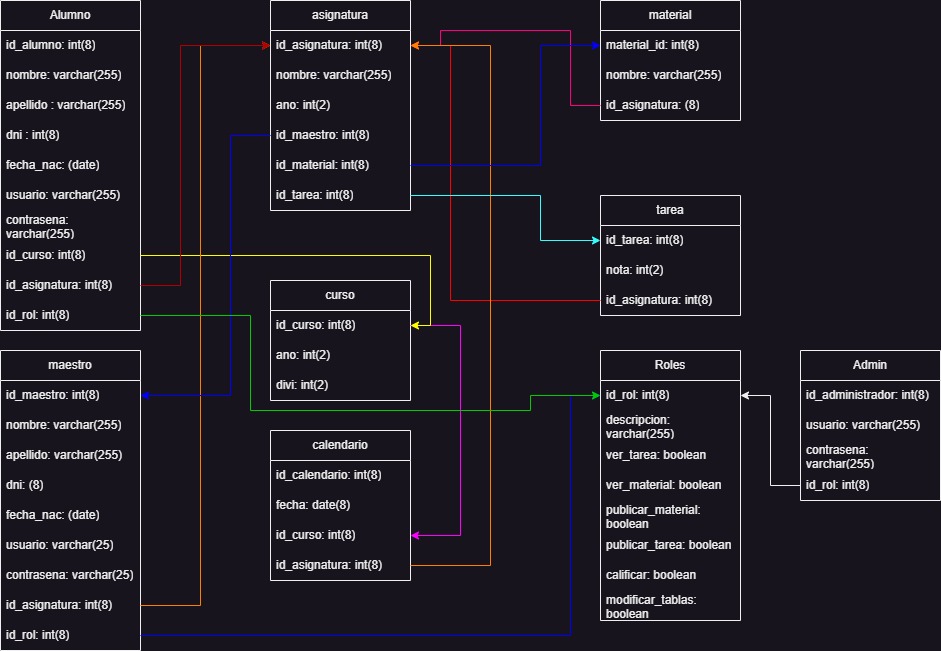 Alumno
id_alumno: int(8)
nombre: varchar(255)
apellido : varchar(255)
dni : int(8)
fecha_nac: (date)
usuario: varchar(255)
contrasena:
varchar(255)
id_curso: int(8)
id_asignatura: int(8)
id_rol: int(8)
maestro
id_maestro: int(8)
nombre: varchar(255)
apellido: varchar(255)
dni: (8)
fecha_nac: (date)
usuario: varchar(25)
contrasena: varchar(25)
id_asignatura: int(8)
id_rol: int(8)
asignatura
id_asignatura: int(8)
nombre: varchar(255)
ano: int(2)
id_maestro: int(8)
id_material: int(8)
id_tarea: int(8)
curso
id_curso: int(8)
ano: int(2)
divi: int(2)
calendario
id_calendario: int(8)
fecha: date(8)
id_curso: int(8)
id_asignatura: int(8)
material
material_id: int(8)
nombre: varchar(255)
id_asignatura: (8)
tarea
id_tarea: int(8)
nota: int(2)
id_asignatura: int(8)
Roles
id_rol: int(8)
descripcion:
varchar(255)
ver_tarea: boolean
ver_material: boolean
publicar_material:
boolean
publicar_tarea: boolean
calificar: boolean
modificar_tablas:
boolean
Admin
id_administrador: int(8)
usuario: varchar(255)
contrasena:
varchar(255)
id_rol: int(8)